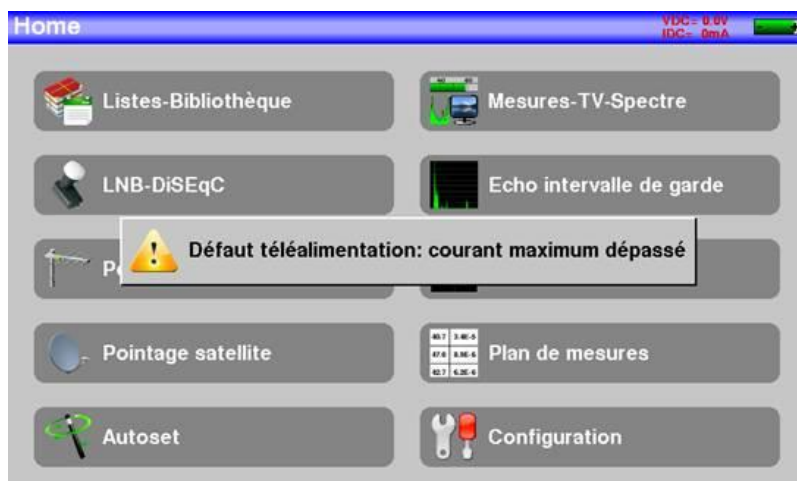 Home
VDC= 0.0V
IDC= 0mA
Listes-Bibliothèque
Mesures-TV-Spectre
LNB-DiSEqC
Echo intervalle de garde
Défaut téléalimentation: courant maximum dépassé
Pointage satellite
Plan de mesures
Autoset
Configuration